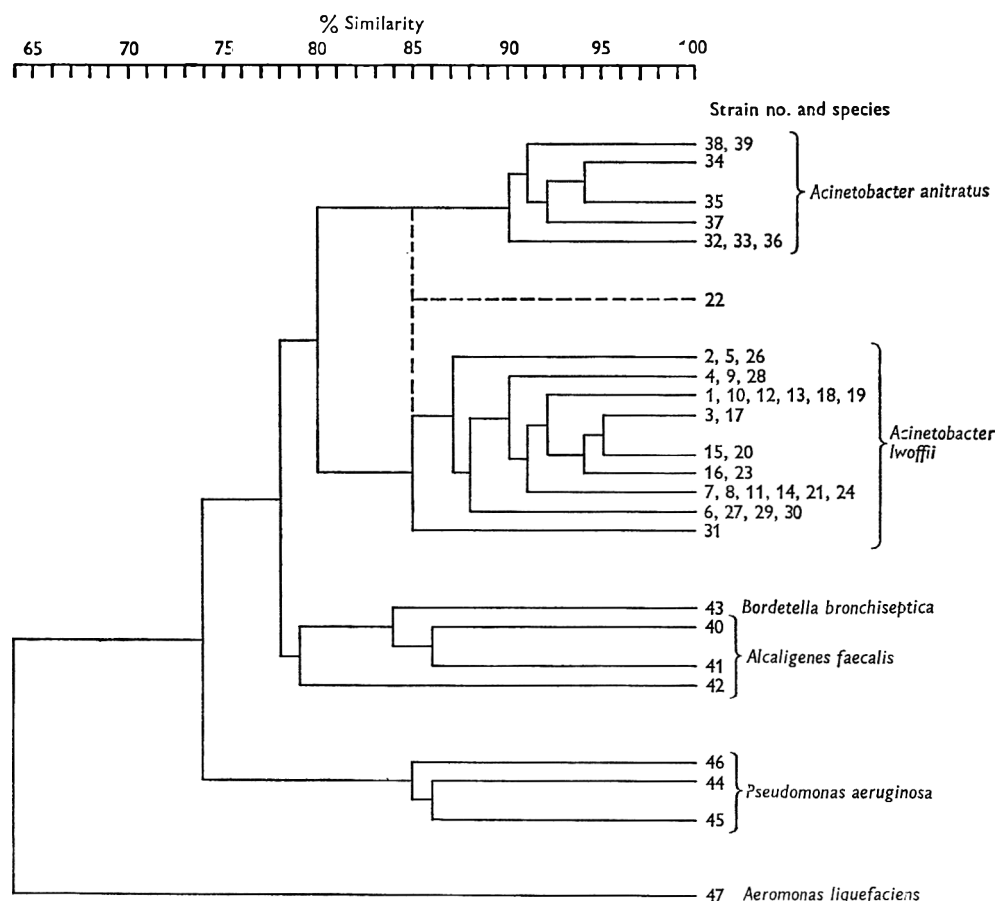 % Similarity
65 70 75 80 85 90 95 100
Strain no. and species
38, 39
34
Acinetobacter anitratus
35
37
32, 33, 36
22
2, 5, 26
4, 9, 28
1, 10, 12, 13, 18, 19
3, 17
Acinetobacter
lwoffii
15, 20
16, 23
7, 8, 11, 14, 21, 24
6, 27, 29, 30
31
43 Bordetella bronchiseptica
40
Alcaligenes faecalis
41
42
46
44
Pseudomonas aeruginosa
45
47 Aeromonas liquefaciens